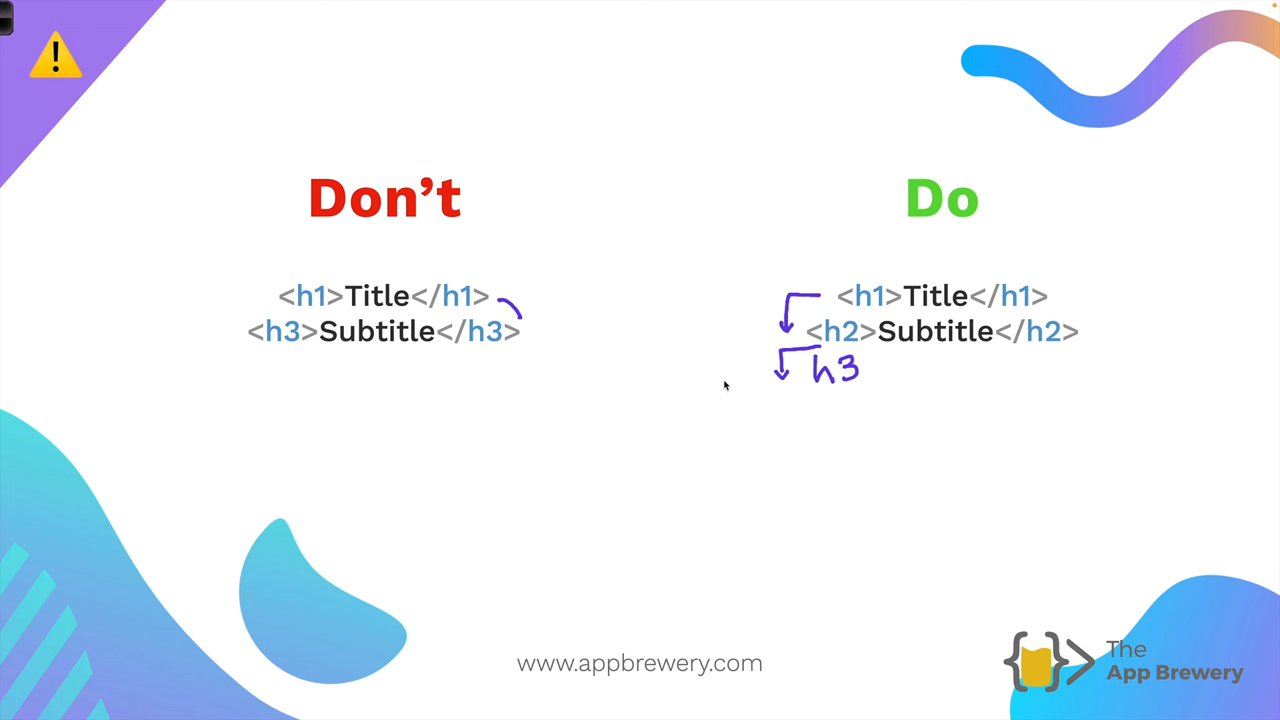 Don’t
<h1>Title</h1>
<h3>Subtitle</h3>
Do
<h1>Title</h1>
<h2>Subtitle</h2>
h3
www.appbrewery.com
The
App Brewery